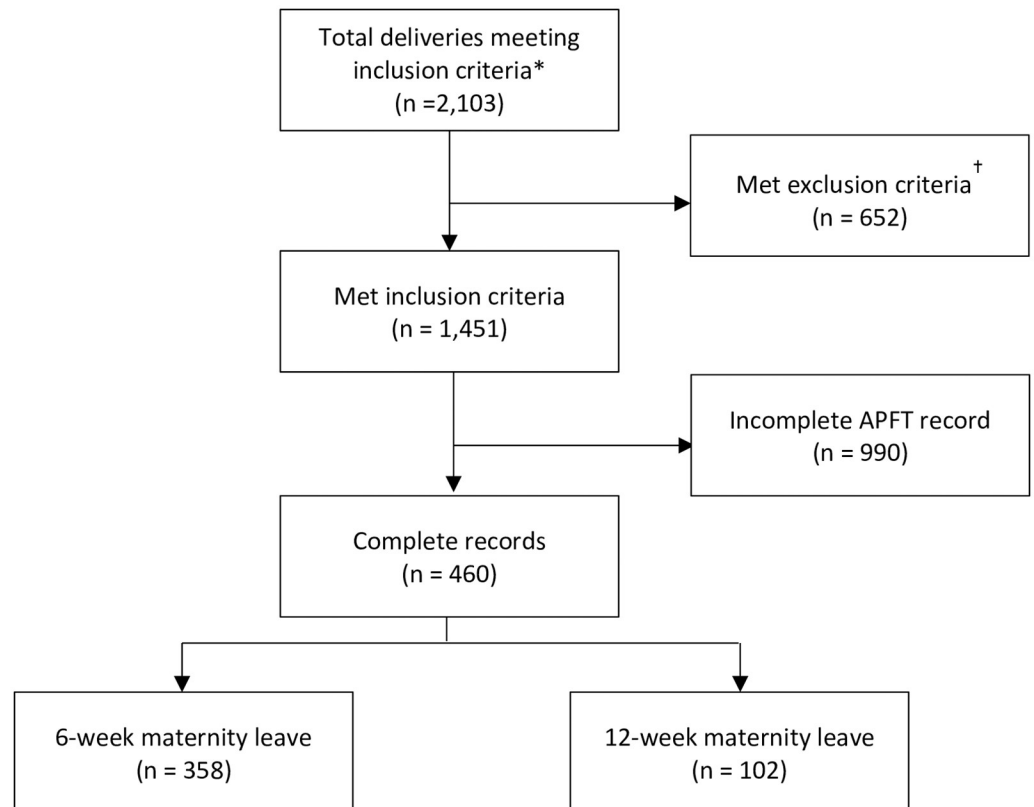 Total deliveries meeting
inclusion criteria*
(n =2,103)
Met exclusion criteria†
(n = 652)
Met inclusion criteria
(n = 1,451)
Incomplete APFT record
(n = 990)
Complete records
(n = 460)
6-week maternity leave
(n = 358)
12-week maternity leave
(n = 102)